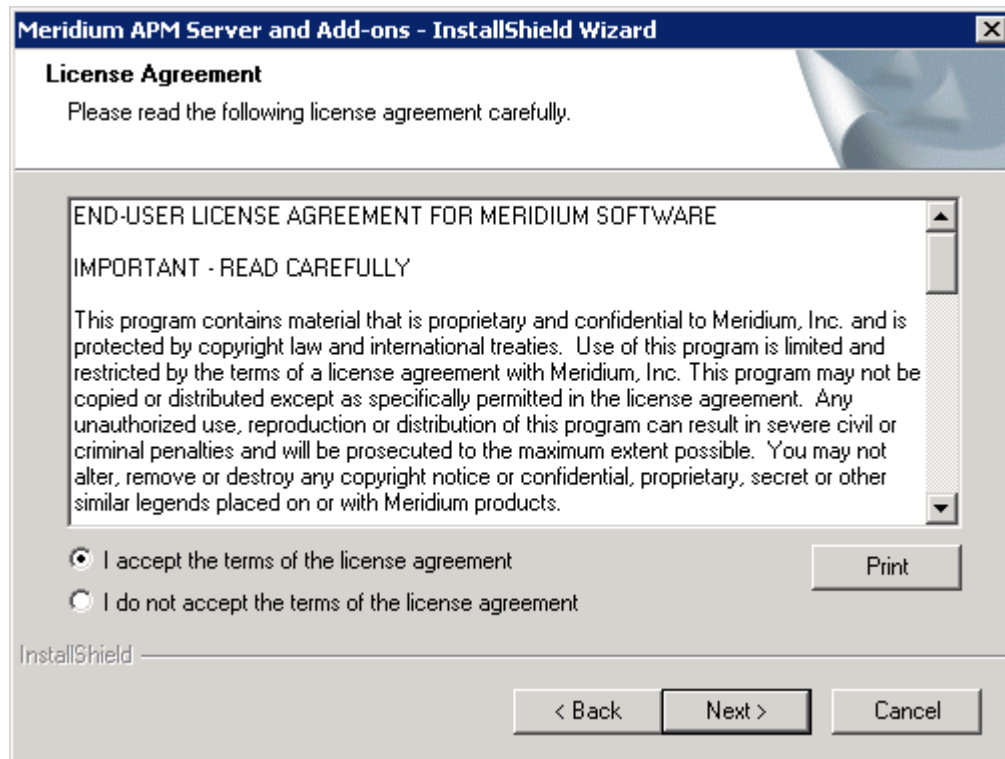 Meridium APM Server and Add-ons - InstallShield Wizard
License Agreement
Please read the following license agreement carefully.
END-USER LICENSE AGREEMENT FOR MERIDIUM SOFTWARE
IMPORTANT - READ CAREFULLY
This program contains material that is proprietary and confidential to Meridium, Inc. and is
protected by copyright law and international treaties.  Use of this program is limited and
restricted by the terms of a license agreement with Meridium, Inc. This program may not be
copied or distributed except as specifically permitted in the license agreement.  Any
unauthorized use, reproduction or distribution of this program can result in severe civil or
criminal penalties and will be prosecuted to the maximum extent possible.  You may not
alter, remove or destroy any copyright notice or confidential, proprietary, secret or other
similar legends placed on or with Meridium products.
I accept the terms of the license agreement
Print
I do not accept the terms of the license agreement
InstallShield
< Back
Next >
Cancel